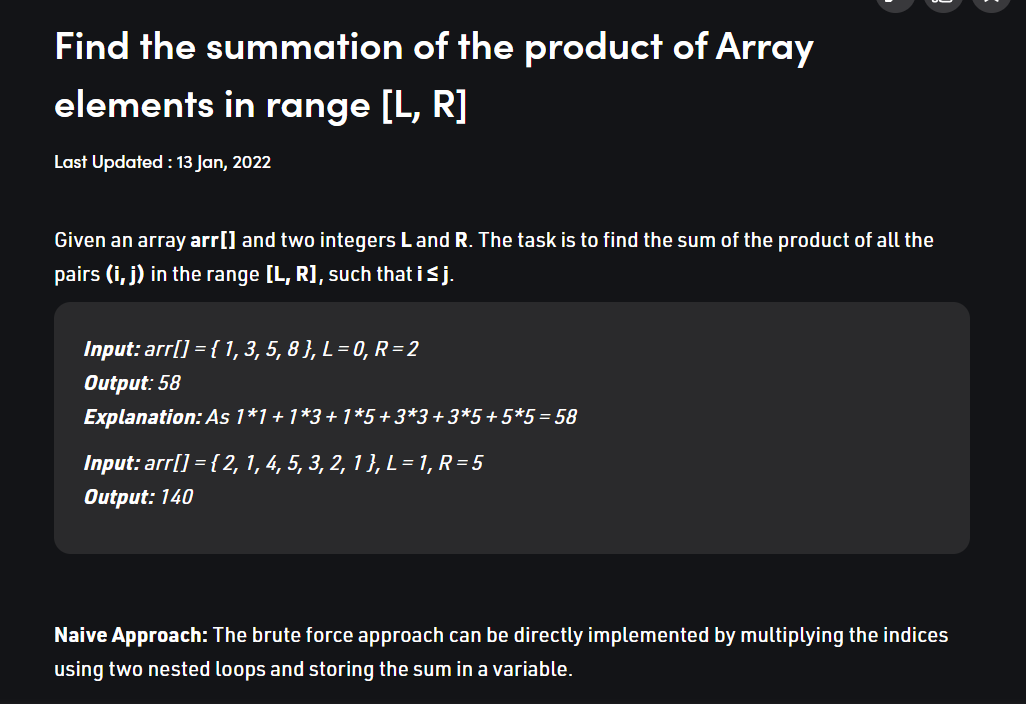 Find the summation of the product of Array
elements in range [L, R]
Last Updated : 13 Jan, 2022
Given an array arr[] and two integers L and R. The task is to find the sum of the product of all the
pairs (i, j) in the range [L, R], such that i ≤ j.
Input: arr[] = { 1, 3, 5, 8 }, L = 0, R = 2
Output: 58
Explanation: As 1*1 + 1*3 + 1*5 + 3*3 + 3*5 + 5*5 = 58
Input: arr[] = { 2, 1, 4, 5, 3, 2, 1 }, L = 1, R = 5
Output: 140
Naive Approach: The brute force approach can be directly implemented by multiplying the indices
using two nested loops and storing the sum in a variable.